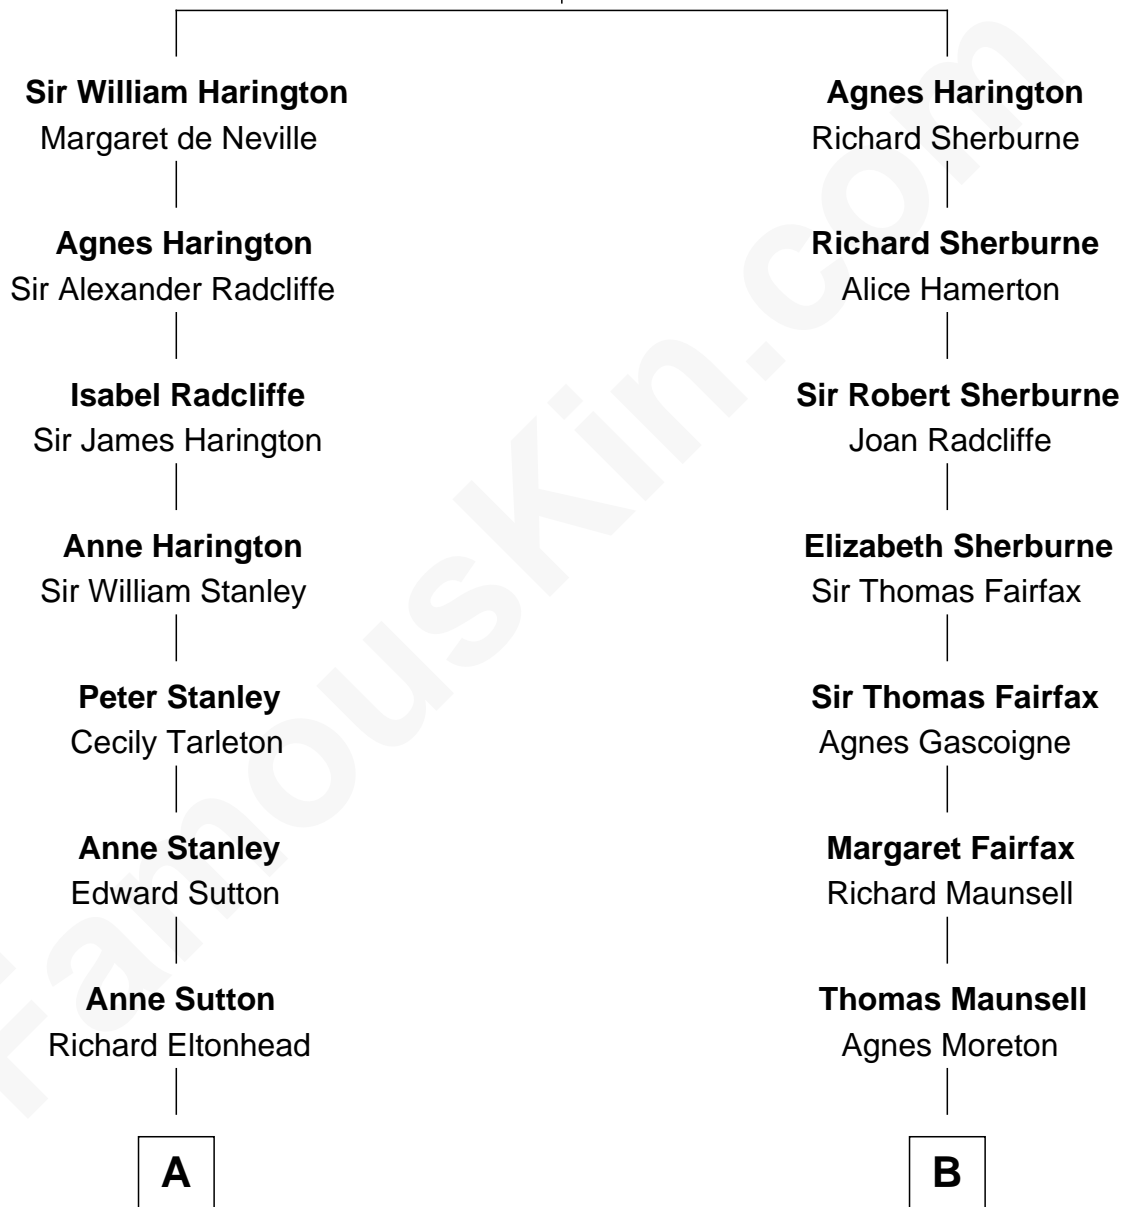 Sir William Harington
Margaret de Neville
Agnes Harington
Sir Alexander Radcliffe
Isabel Radcliffe
Sir James Harington
Anne Harington
Sir William Stanley
Peter Stanley
Cecily Tarleton
Anne Stanley
Edward Sutton
Anne Sutton
Richard Eltonhead
A
Agnes Harington
Richard Sherburne
Richard Sherburne
Alice Hamerton
Sir Robert Sherburne
Joan Radcliffe
Elizabeth Sherburne
Sir Thomas Fairfax
Sir Thomas Fairfax
Agnes Gascoigne
Margaret Fairfax
Richard Maunsell
Thomas Maunsell
Agnes Moreton
B
FamousKin.com